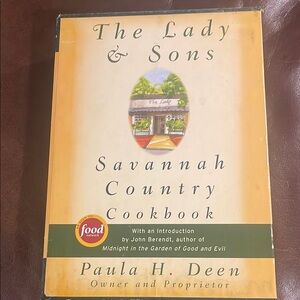 The Lady
& Sons
The Lady
Savannah
Country
Cookbook
food
With an Introduction
by John Berendt, author of
Midnight in the Garden of Good and Evil
Paula H. Deen
Owner and Proprietor